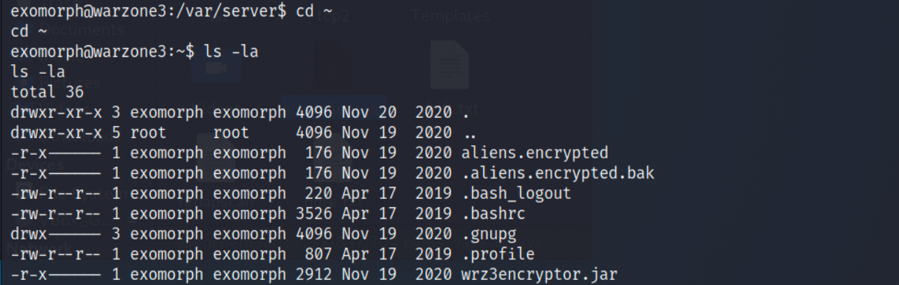 exomorph@warzone3:/var/server$ cd ~
cd ~
exomorph@warzone3:~$ ls -la
ls -la
total 36
drwxr-xr-x 3 exomorph exomorph 4096 Nov 20  2020 .
drwxr-xr-x 5 root     root     4096 Nov 19  2020 ..
-r-x------ 1 exomorph exomorph  176 Nov 19  2020 aliens.encrypted
-r-x------ 1 exomorph exomorph  176 Nov 19  2020 .aliens.encrypted.bak
-rw-r--r-- 1 exomorph exomorph  220 Apr 17  2019 .bash_logout
-rw-r--r-- 1 exomorph exomorph 3526 Apr 17  2019 .bashrc
drwx------ 3 exomorph exomorph 4096 Nov 19  2020 .gnupg
-rw-r--r-- 1 exomorph exomorph  807 Apr 17  2019 .profile
-r-x------ 1 exomorph exomorph 2912 Nov 19  2020 wrz3encryptor.jar
Templates